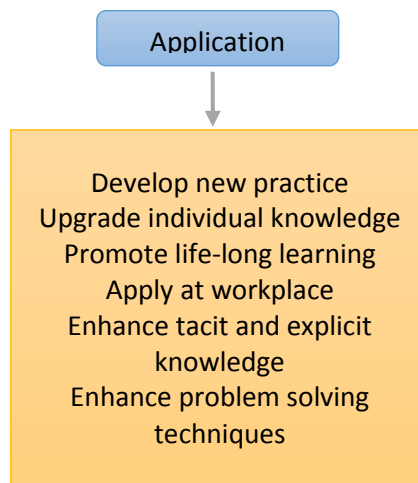 Application
Develop new practice
Upgrade individual knowledge
Promote life-long learning
Apply at workplace
Enhance tacit and explicit
knowledge
Enhance problem solving
techniques